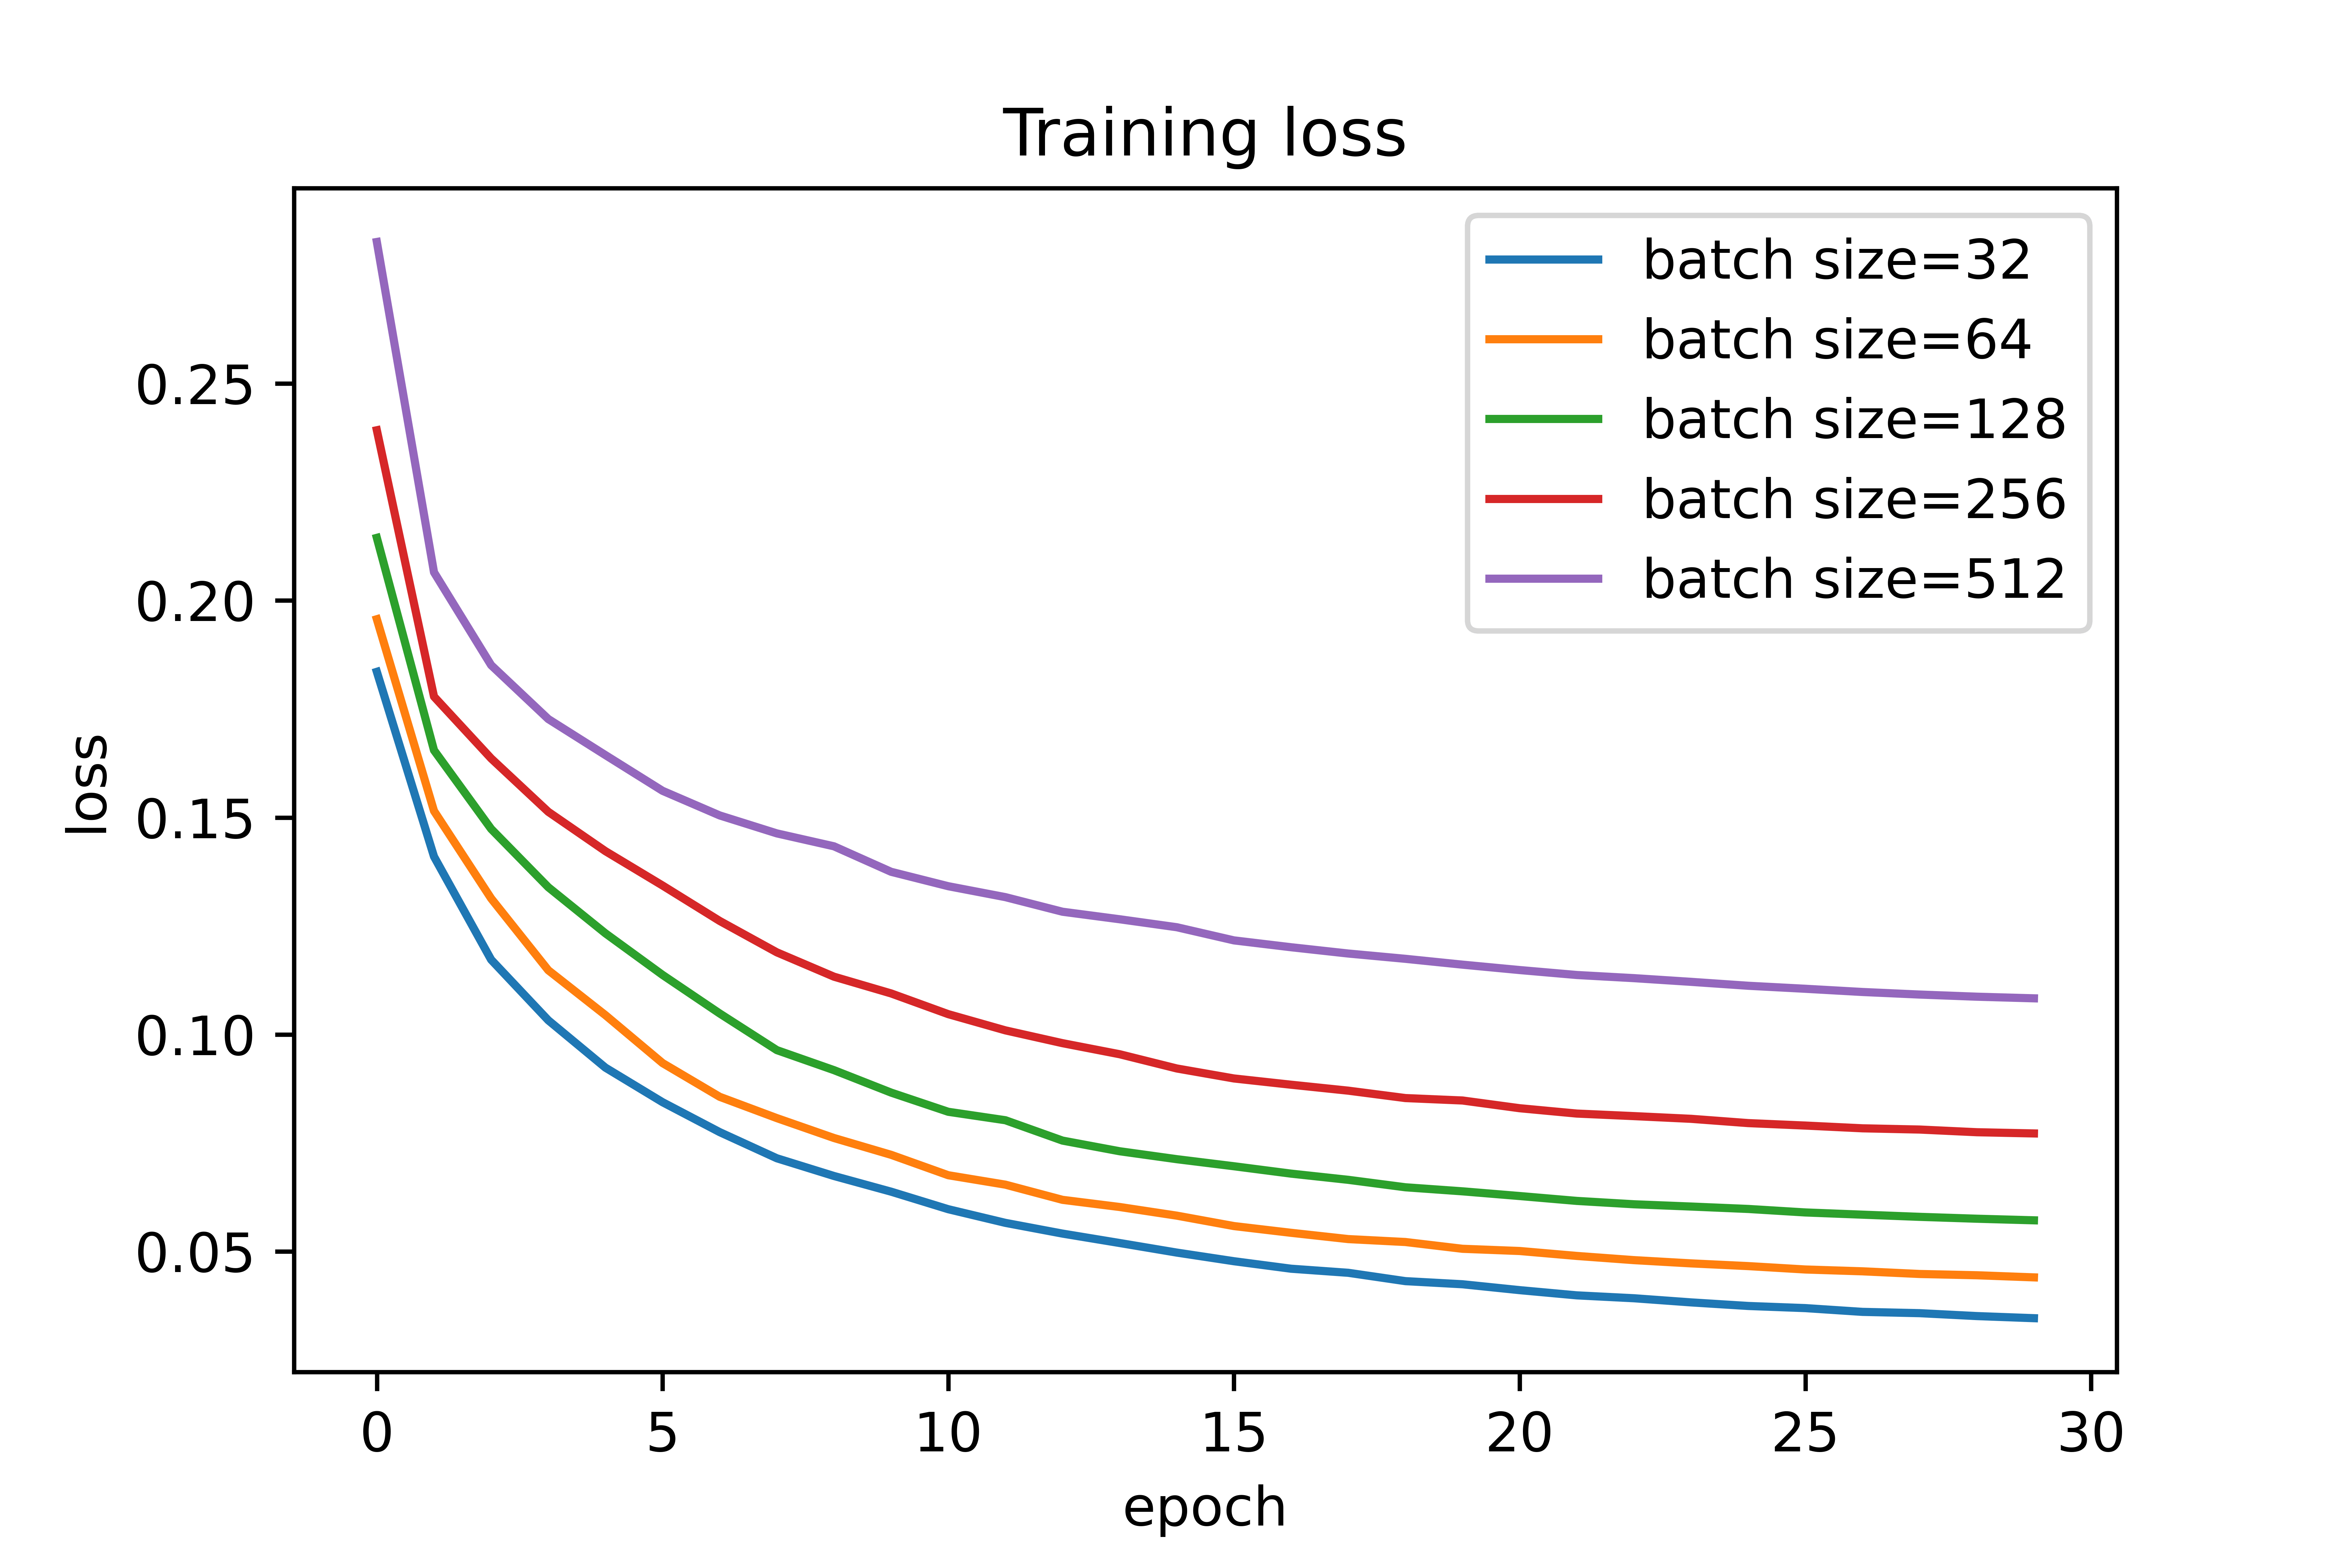 Training loss
batch size=32
batch size=64
batch size=128
batch size=256
batch size=512
loss
0.25
0.20
0.15
0.10
0.05
0 5 10 15 20 25 30
epoch